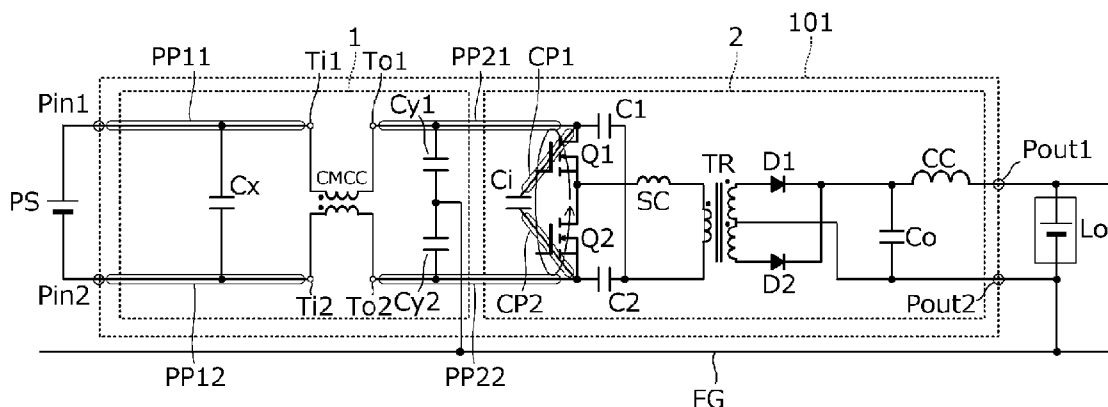 101
1
2
PP11
Ti1
To1
PP21
CP1
Pin1
Cy1
C1
Q1
TR
D1
CC
Pout1
PS
Cx
CMCC
Ci
SC
Lo
Q2
Co
D2
Pin2
Ti2
To2
Cy2
CP2
C2
Pout2
PP12
PP22
FG